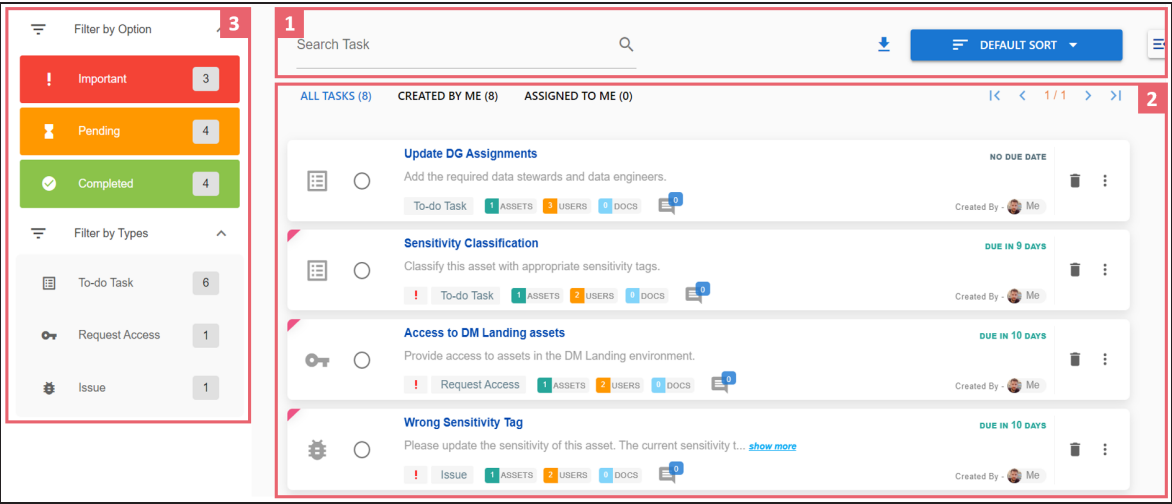 Filter by Option
3
Important 3
Pending 4
Completed 4
Filter by Types
To-do Task 6
Request Access 1
Issue 1
1
Search Task
DEFAULT SORT
2
ALL TASKS (8) CREATED BY ME (8) ASSIGNED TO ME (0) 1 / 1
Update DG Assignments NO DUE DATE
Add the required data stewards and data engineers.
To-do Task 1 ASSETS 3 USERS 0 DOCS 0 Created By - Me
Sensitivity Classification DUE IN 9 DAYS
Classify this asset with appropriate sensitivity tags.
! To-do Task 1 ASSETS 2 USERS 0 DOCS 0 Created By - Me
Access to DM Landing assets DUE IN 10 DAYS
Provide access to assets in the DM Landing environment.
! Request Access 1 ASSETS 2 USERS 0 DOCS 0 Created By - Me
Wrong Sensitivity Tag DUE IN 10 DAYS
Please update the sensitivity of this asset. The current sensitivity t... show more
! Issue 1 ASSETS 2 USERS 0 DOCS 0 Created By - Me